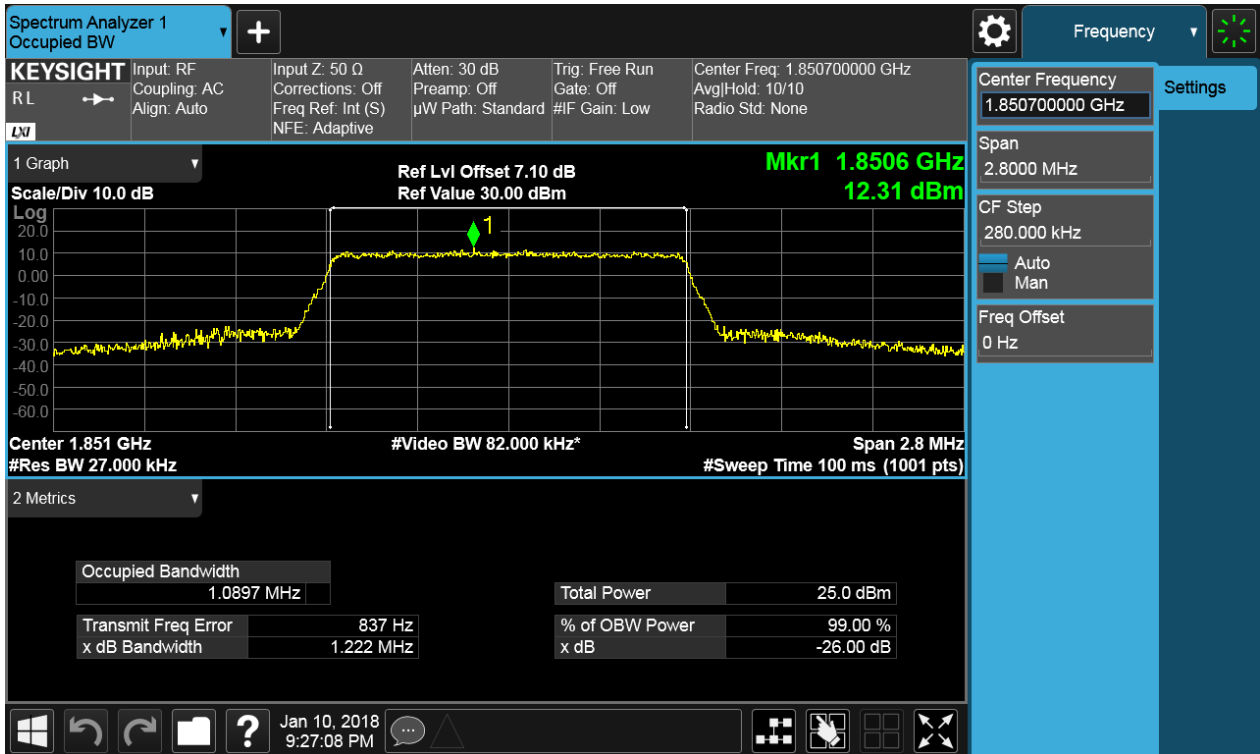 Spectrum Analyzer 1
Occupied BW
+
Frequency
KEYSIGHT
R L
LXI
Input: RF
Coupling: AC
Align: Auto
Input Z: 50 Ω
Corrections: Off
Freq Ref: Int (S)
NFE: Adaptive
Atten: 30 dB
Preamp: Off
µW Path: Standard
Trig: Free Run
Gate: Off
#IF Gain: Low
Center Freq: 1.850700000 GHz
Avg|Hold: 10/10
Radio Std: None
Center Frequency
1.850700000 GHz
Settings
Span
2.8000 MHz
CF Step
280.000 kHz
Auto
Man
Freq Offset
0 Hz
1 Graph
Scale/Div 10.0 dB
Log
Ref Lvl Offset 7.10 dB
Ref Value 30.00 dBm
Mkr1 1.8506 GHz
12.31 dBm
1
20.0
10.0
0.00
-10.0
-20.0
-30.0
-40.0
-50.0
-60.0
Center 1.851 GHz
#Video BW 82.000 kHz*
Span 2.8 MHz
#Res BW 27.000 kHz
#Sweep Time 100 ms (1001 pts)
2 Metrics
Occupied Bandwidth
1.0897 MHz
Total Power 25.0 dBm
Transmit Freq Error 837 Hz
% of OBW Power 99.00 %
x dB Bandwidth 1.222 MHz
x dB -26.00 dB
?
Jan 10, 2018
9:27:08 PM